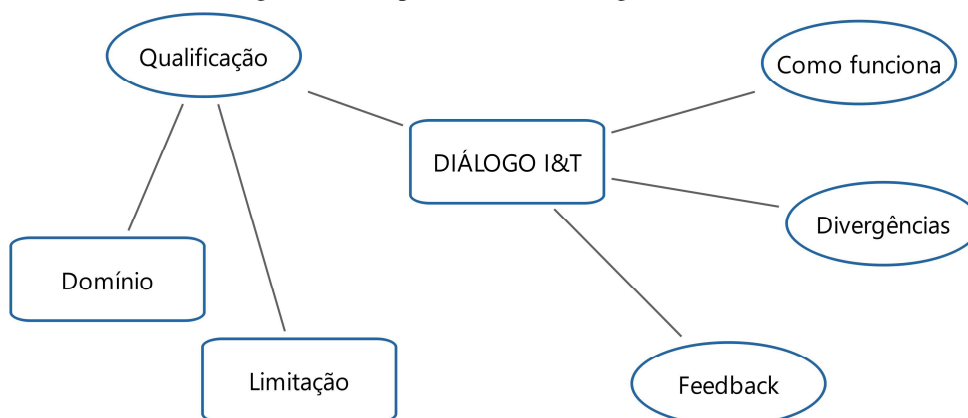 Qualificação
Como funciona
DIÁLOGO I&T
Divergências
Domínio
Limitação
Feedback